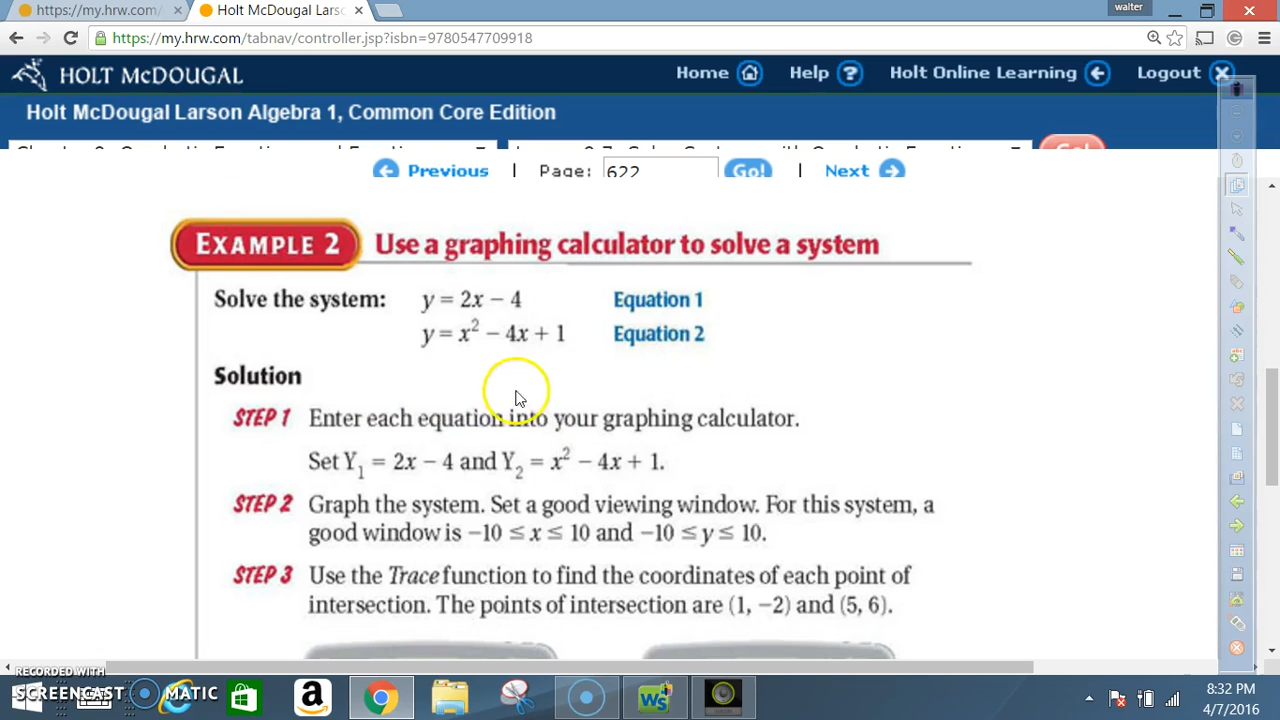 https://my.hrw.com/
Holt McDougal Lars
walter
https://my.hrw.com/tabnav/controller.jsp?isbn=9780547709918
HOLT McDOUGAL
Home
Help ?
Holt Online Learning
Logout
Holt McDougal Larson Algebra 1, Common Core Edition
Previous | Page: 622 Go! | Next
EXAMPLE 2 Use a graphing calculator to solve a system
Solve the system: y = 2x − 4 Equation 1
y = x² − 4x + 1 Equation 2
Solution
STEP 1 Enter each equation into your graphing calculator.
Set Y₁ = 2x − 4 and Y₂ = x² − 4x + 1.
STEP 2 Graph the system. Set a good viewing window. For this system, a
good window is −10 ≤ x ≤ 10 and −10 ≤ y ≤ 10.
STEP 3 Use the Trace function to find the coordinates of each point of
intersection. The points of intersection are (1, −2) and (5, 6).
RECORDED WITH
SCREENCAST MATIC
8:32 PM
4/7/2016